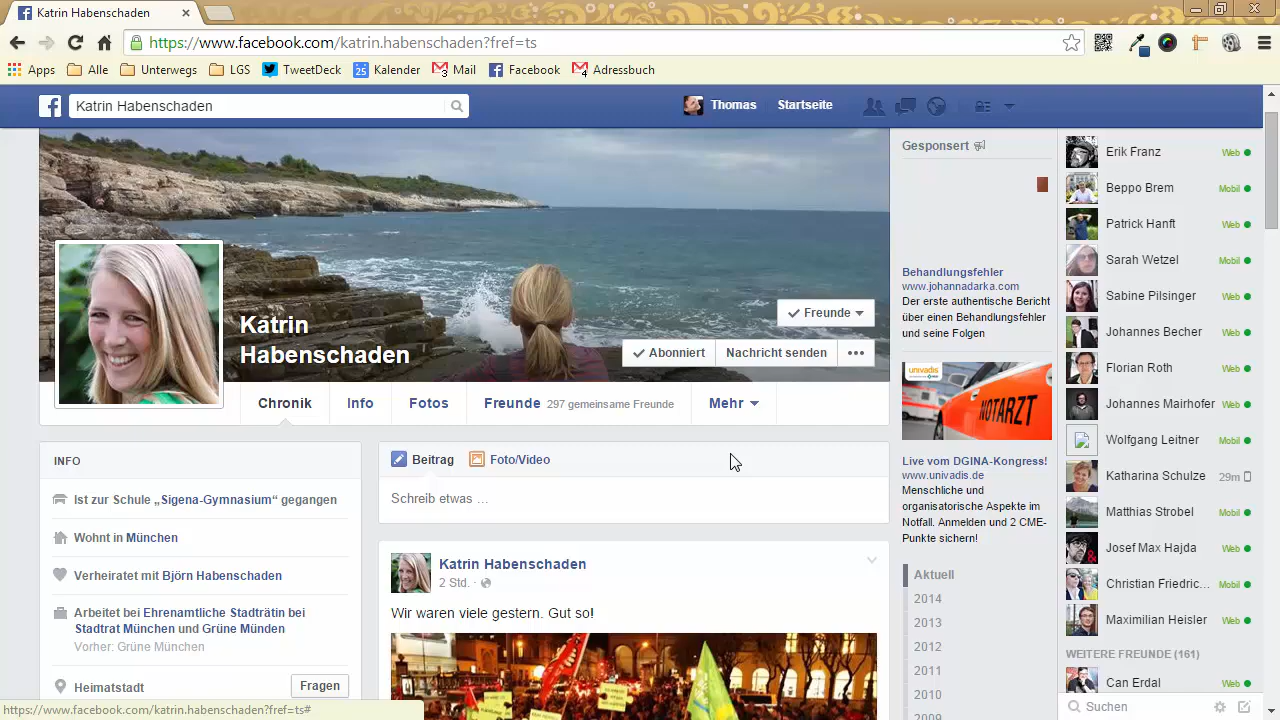 Katrin Habenschaden
https://www.facebook.com/katrin.habenschaden?fref=ts
Apps Alle Unterwegs LGS TweetDeck 25 Kalender 3 Mail Facebook 4 Adressbuch
Katrin Habenschaden
Thomas Startseite
Katrin
Habenschaden
Freunde
Abonniert Nachricht senden
Chronik Info Fotos Freunde 297 gemeinsame Freunde Mehr
INFO
Ist zur Schule „Sigena-Gymnasium“ gegangen
Wohnt in München
Verheiratet mit Björn Habenschaden
Arbeitet bei Ehrenamtliche Stadträtin bei
Stadtrat München und Grüne Münden
Vorher: Grüne München
Heimatstadt Fragen
https://www.facebook.com/katrin.habenschaden?fref=ts#
Beitrag Foto/Video
Schreib etwas ...
Katrin Habenschaden
2 Std. ·
Wir waren viele gestern. Gut so!
Gesponsert
Behandlungsfehler
www.johannadarka.com
Der erste authentische Bericht
über einen Behandlungsfehler
und seine Folgen
univadis
NOTARZT
Live vom DGINA-Kongress!
www.univadis.de
Menschliche und
organisatorische Aspekte im
Notfall. Anmelden und 2 CME-
Punkte sichern!
Aktuell
2014
2013
2012
2011
2010
2009
Erik Franz Web
Beppo Brem Mobil
Patrick Hanft Web
Sarah Wetzel Mobil
Sabine Pilsinger Web
Johannes Becher Web
Florian Roth Web
Johannes Mairhofer Web
Wolfgang Leitner Mobil
Katharina Schulze 29m
Matthias Strobel Mobil
Josef Max Hajda Web
Christian Friedric... Mobil
Maximilian Heisler Web
WEITERE FREUNDE (161)
Can Erdal Web
Suchen